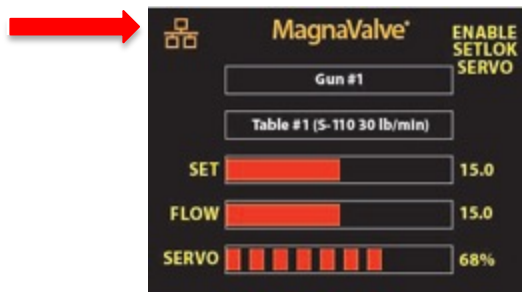 MagnaValve®
ENABLE
SETLOK
SERVO
Gun #1
Table #1 (S-110 30 lb/min)
SET 15.0
FLOW 15.0
SERVO 68%